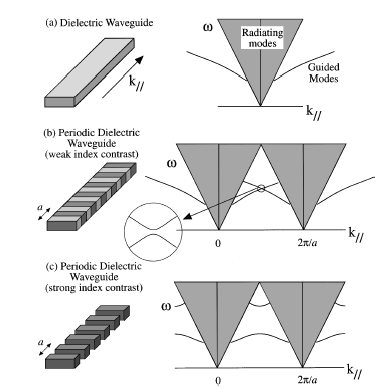 (a) Dielectric Waveguide
k//
ω
Radiating
modes
Guided
Modes
k//
(b) Periodic Dielectric
Waveguide
(weak index contrast)
a
ω
0
2π/a
k//
(c) Periodic Dielectric
Waveguide
(strong index contrast)
a
ω
0
2π/a
k//